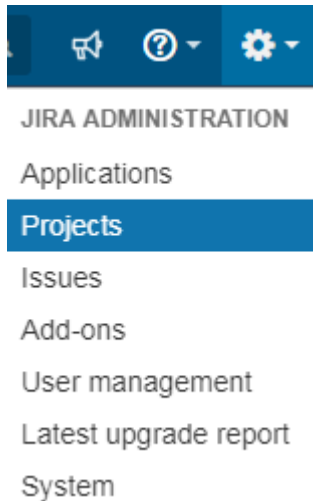 JIRA ADMINISTRATION
Applications
Projects
Issues
Add-ons
User management
Latest upgrade report
System